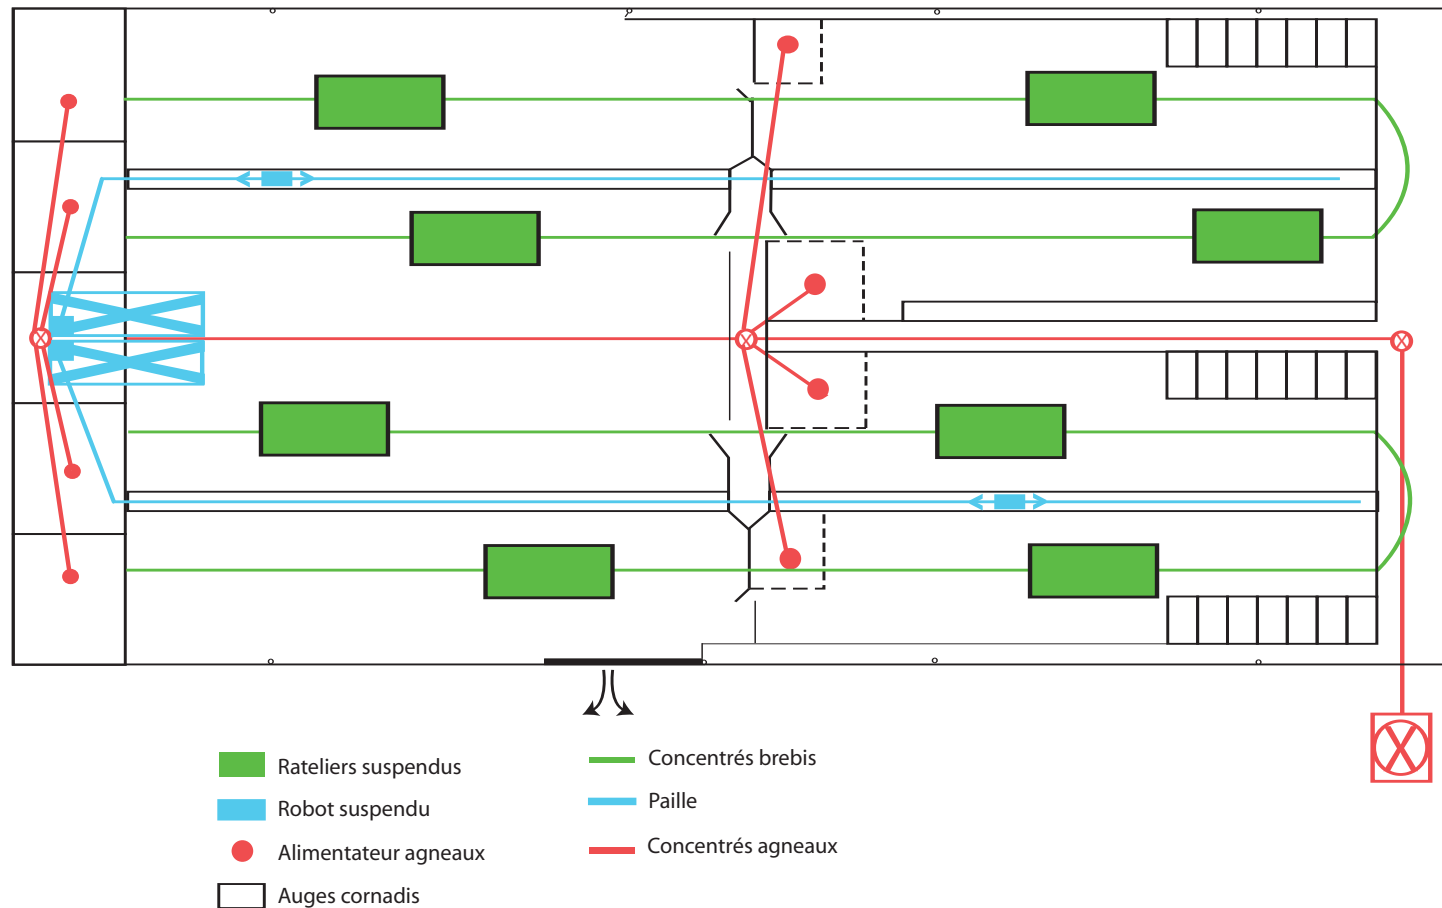 Rateliers suspendus
Robot suspendu
Alimentateur agneaux
Auges cornadis
Concentrés brebis
Paille
Concentrés agneaux